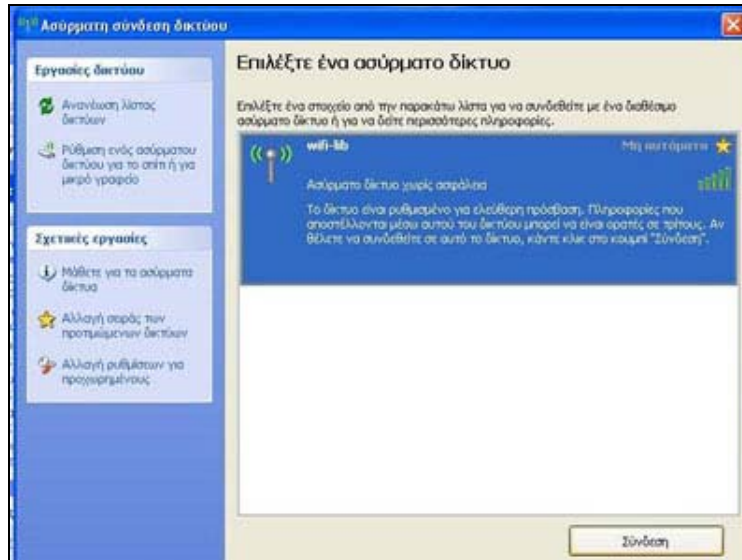 Ασύρματη σύνδεση δικτύου
Εργασίες δικτύου
Ανανέωση λίστας
δικτύων
Ρύθμιση ενός ασύρματου
δικτύου για το σπίτι ή για
μικρό γραφείο
Σχετικές εργασίες
Μάθετε για τα ασύρματα
δίκτυα
Αλλαγή σειράς των
προτιμώμενων δικτύων
Αλλαγή ρυθμίσεων για
προχωρημένους
Επιλέξτε ένα ασύρματο δίκτυο
Επιλέξτε ένα στοιχείο από την παρακάτω λίστα για να συνδεθείτε με ένα διαθέσιμο
ασύρματο δίκτυο ή για να δείτε περισσότερες πληροφορίες.
wifi-lib Μη αυτόματα
Ασύρματο δίκτυο χωρίς ασφάλεια
Το δίκτυο είναι ρυθμισμένο για ελεύθερη πρόσβαση. Πληροφορίες που
αποστέλλονται μέσω αυτού του δικτύου μπορεί να είναι ορατές σε τρίτους. Αν
θέλετε να συνδεθείτε σε αυτό το δίκτυο, κάντε κλικ στο κουμπί "Σύνδεση".
Σύνδεση